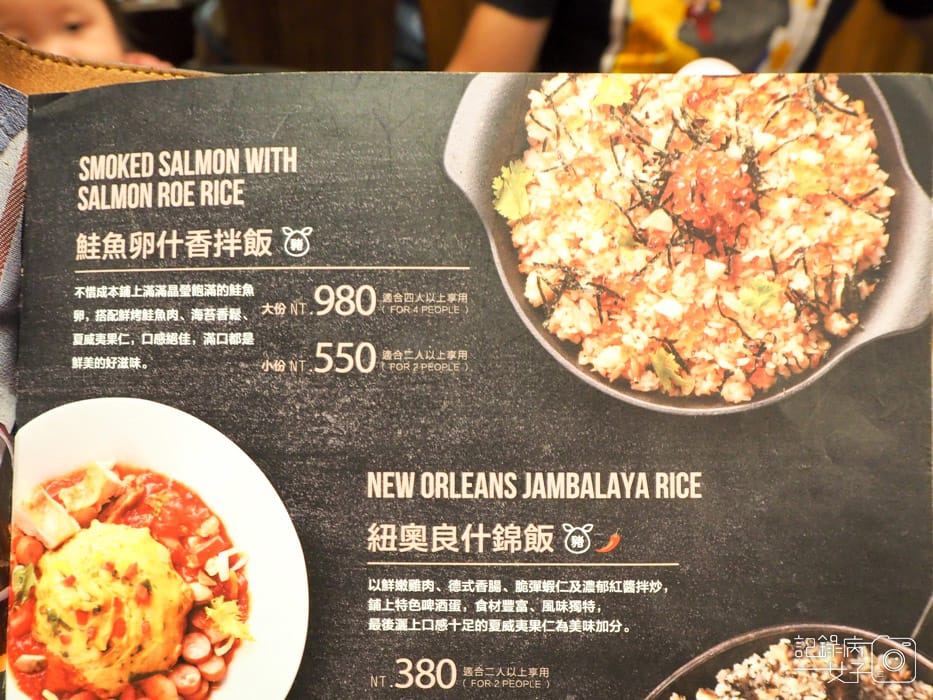 SMOKED SALMON WITH
SALMON ROE RICE
鮭魚卵什香拌飯 豬
不惜成本鋪上滿滿晶瑩飽滿的鮭魚
卵，搭配鮮烤鮭魚肉、海苔香鬆、
夏威夷果仁，口感絕佳，滿口都是
鮮美的好滋味。
大份 NT.980 適合四人以上享用
( FOR 4 PEOPLE )
小份 NT.550 適合二人以上享用
( FOR 2 PEOPLE )
NEW ORLEANS JAMBALAYA RICE
紐奧良什錦飯 豬
以鮮嫩雞肉、德式香腸、脆彈蝦仁及濃郁紅醬拌炒，
鋪上特色啤酒蛋，食材豐富、風味獨特，
最後灑上口感十足的夏威夷果仁為美味加分。
NT.380 適合二人以上享用
( FOR 2 PEOPLE )
記錄病
女子